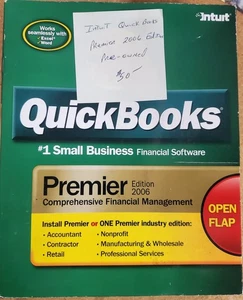 intuit
Works
seamlessly with
Excel
Word
INTUIT QUICKBOOKS
PREMIER 2006 Edition
Pre-owned
$50-
QuickBooks
#1 Small Business Financial Software
Premier Edition
2006
Comprehensive Financial Management
Install Premier or ONE Premier industry edition:
• Accountant • Nonprofit
• Contractor • Manufacturing & Wholesale
• Retail • Professional Services
OPEN
FLAP